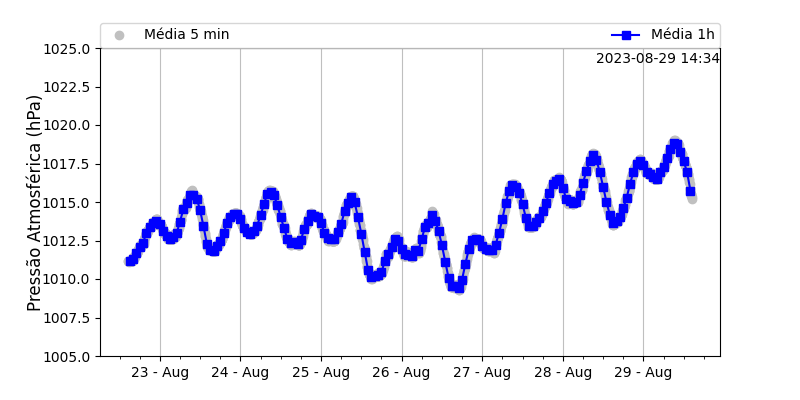 Média 5 min
Média 1h
2023-08-29 14:34
Pressão Atmosférica (hPa)
1025.0
1022.5
1020.0
1017.5
1015.0
1012.5
1010.0
1007.5
1005.0
23 - Aug
24 - Aug
25 - Aug
26 - Aug
27 - Aug
28 - Aug
29 - Aug